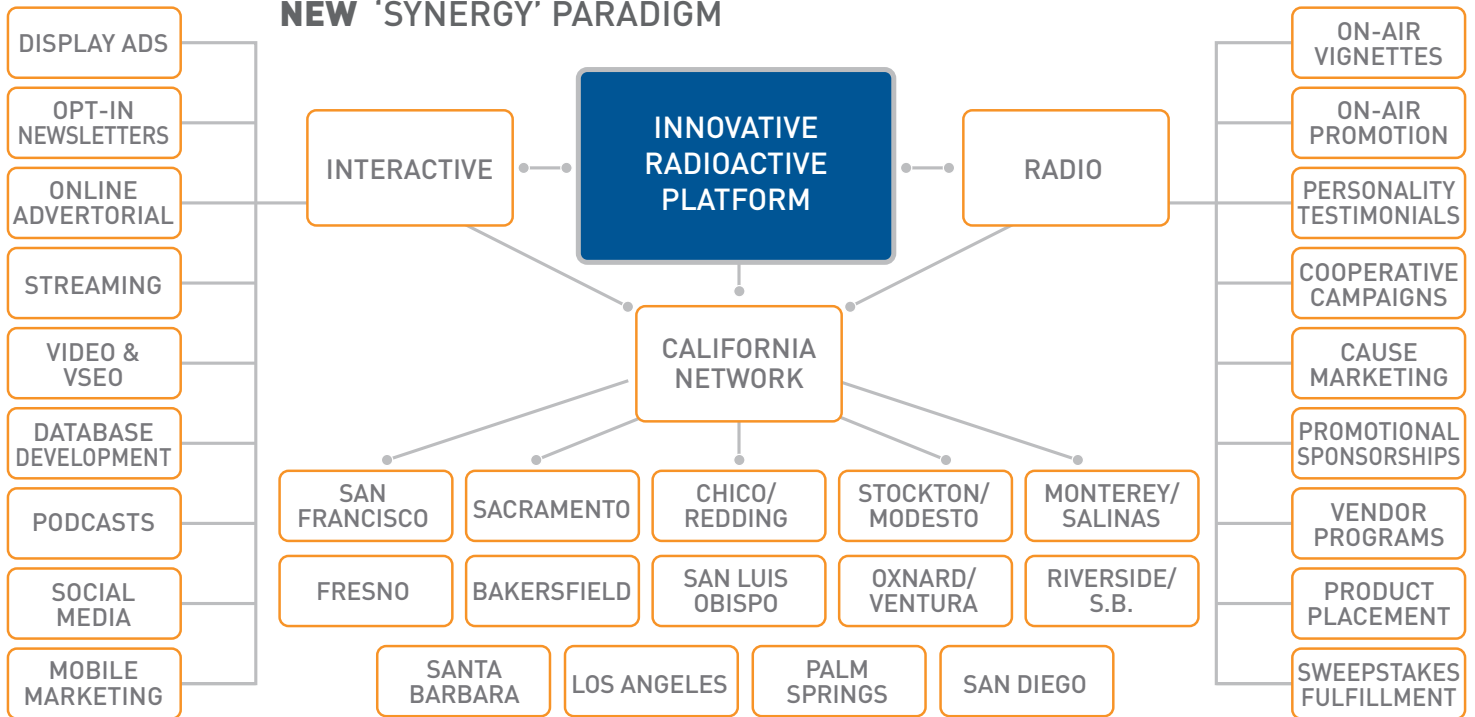 NEW ‘SYNERGY’ PARADIGM
DISPLAY ADS
OPT-IN
NEWSLETTERS
ONLINE
ADVERTORIAL
STREAMING
VIDEO &
VSEO
DATABASE
DEVELOPMENT
PODCASTS
SOCIAL
MEDIA
MOBILE
MARKETING
INTERACTIVE
INNOVATIVE
RADIOACTIVE
PLATFORM
RADIO
CALIFORNIA
NETWORK
SAN
FRANCISCO
SACRAMENTO
CHICO/
REDDING
STOCKTON/
MODESTO
MONTEREY/
SALINAS
FRESNO
BAKERSFIELD
SAN LUIS
OBISPO
OXNARD/
VENTURA
RIVERSIDE/
S.B.
SANTA
BARBARA
LOS ANGELES
PALM
SPRINGS
SAN DIEGO
ON-AIR
VIGNETTES
ON-AIR
PROMOTION
PERSONALITY
TESTIMONIALS
COOPERATIVE
CAMPAIGNS
CAUSE
MARKETING
PROMOTIONAL
SPONSORSHIPS
VENDOR
PROGRAMS
PRODUCT
PLACEMENT
SWEEPSTAKES
FULFILLMENT